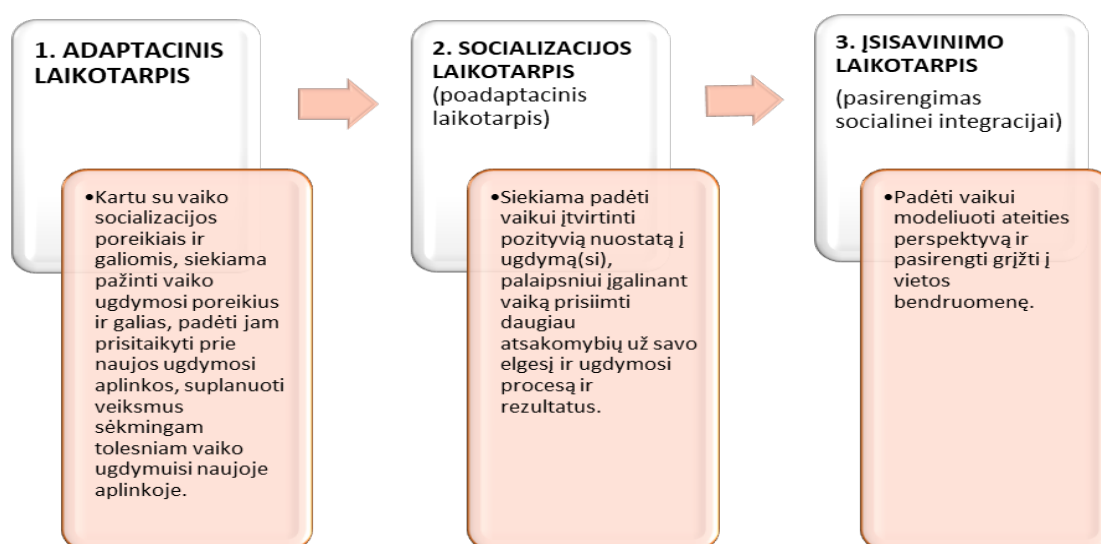 1. ADAPTACINIS
LAIKOTARPIS
•Kartu su vaiko
socializacijos
poreikiais ir
galiomis, siekiama
pažinti vaiko
ugdymosi poreikius
ir galias, padėti jam
prisitaikyti prie
naujos ugdymosi
aplinkos, suplanuoti
veiksmus
sėkmingam
tolesniam vaiko
ugdymuisi naujoje
aplinkoje.
2. SOCIALIZACIJOS
LAIKOTARPIS
(poadaptacinis
laikotarpis)
•Siekiama padėti
vaikui įtvirtinti
pozityvią nuostatą į
ugdymą(si),
palaipsniui įgalinant
vaiką prisiimti
daugiau
atsakomybių už savo
elgesį ir ugdymosi
procesą ir
rezultatus.
3. ĮSISAVINIMO
LAIKOTARPIS
(pasirengimas
socialinei integracijai)
•Padėti vaikui
modeliuoti ateities
perspektyvą ir
pasirengti grįžti į
vietos
bendruomenę.